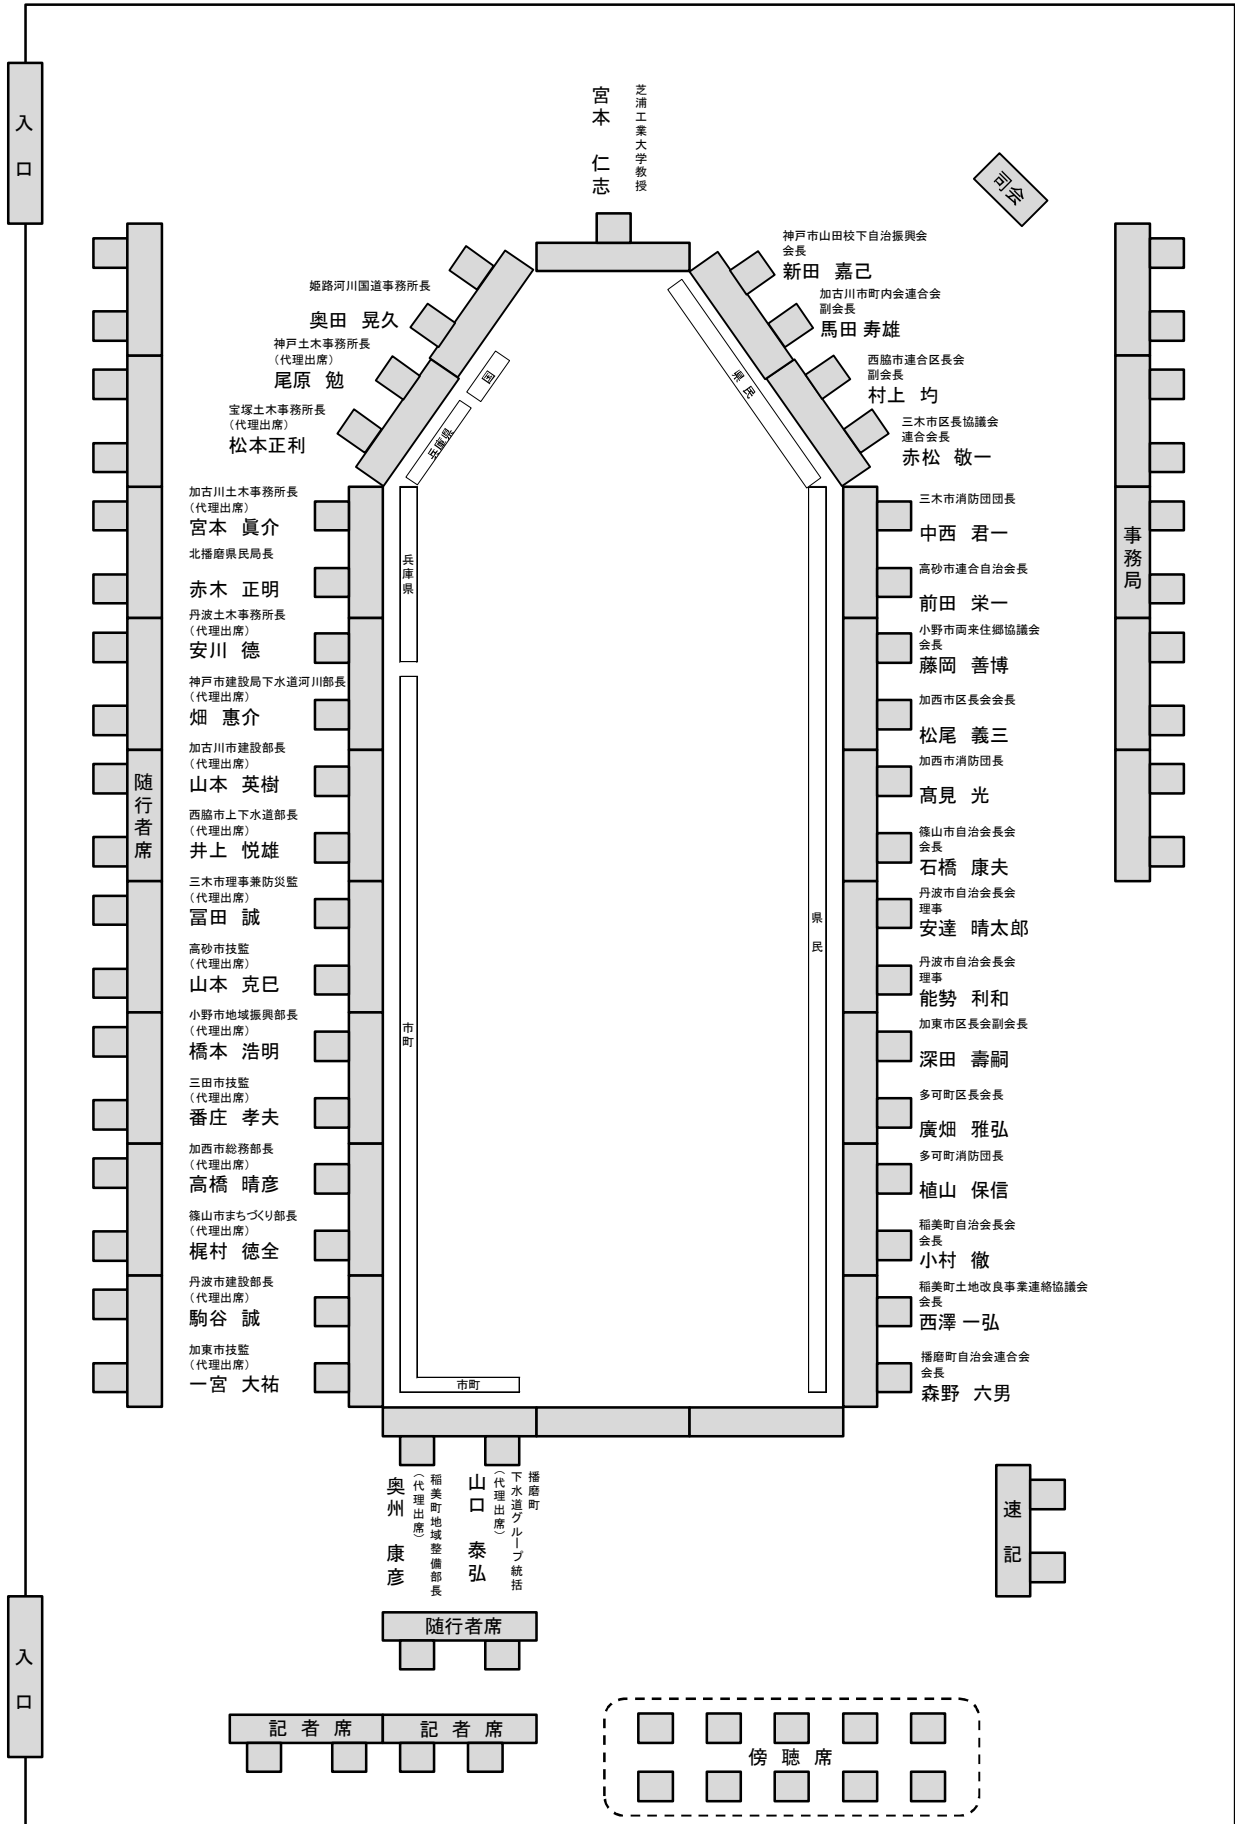 入口
芝浦工業大学教授
宮本 仁志
司会
姫路河川国道事務所長
奥田 晃久
神戸土木事務所長
（代理出席）
尾原 勉
宝塚土木事務所長
（代理出席）
松本正利
神戸市山田校下自治振興会
会長
新田 嘉己
加古川市町内会連合会
副会長
馬田 寿雄
西脇市連合区長会
副会長
村上 均
三木市区長協議会
連合会長
赤松 敬一
国
兵庫県
県民
加古川土木事務所長
（代理出席）
宮本 眞介
北播磨県民局長
赤木 正明
丹波土木事務所長
（代理出席）
安川 德
神戸市建設局下水道河川部長
（代理出席）
畑 惠介
加古川市建設部長
（代理出席）
山本 英樹
西脇市上下水道部長
（代理出席）
井上 悦雄
三木市理事兼防災監
（代理出席）
冨田 誠
高砂市技監
（代理出席）
山本 克巳
小野市地域振興部長
（代理出席）
橋本 浩明
三田市技監
（代理出席）
番庄 孝夫
加西市総務部長
（代理出席）
高橋 晴彦
篠山市まちづくり部長
（代理出席）
梶村 徳全
丹波市建設部長
（代理出席）
駒谷 誠
加東市技監
（代理出席）
一宮 大祐
随行者席
兵庫県
市町
市町
県民
三木市消防団団長
中西 君一
高砂市連合自治会長
前田 栄一
小野市両来住郷協議会
会長
藤岡 善博
加西市区長会会長
松尾 義三
加西市消防団長
髙見 光
篠山市自治会長会
会長
石橋 康夫
丹波市自治会長会
理事
安達 晴太郎
丹波市自治会長会
理事
能勢 利和
加東市区長会副会長
深田 壽嗣
多可町区長会長
廣畑 雅弘
多可町消防団長
植山 保信
稲美町自治会長会
会長
小村 徹
稲美町土地改良事業連絡協議会
会長
西澤 一弘
播磨町自治会連合会
会長
森野 六男
事務局
播磨町
下水道グループ統括
（代理出席）
山口 泰弘
稲美町地域整備部長
（代理出席）
奥州 康彦
速記
随行者席
入口
記者席
記者席
傍聴席